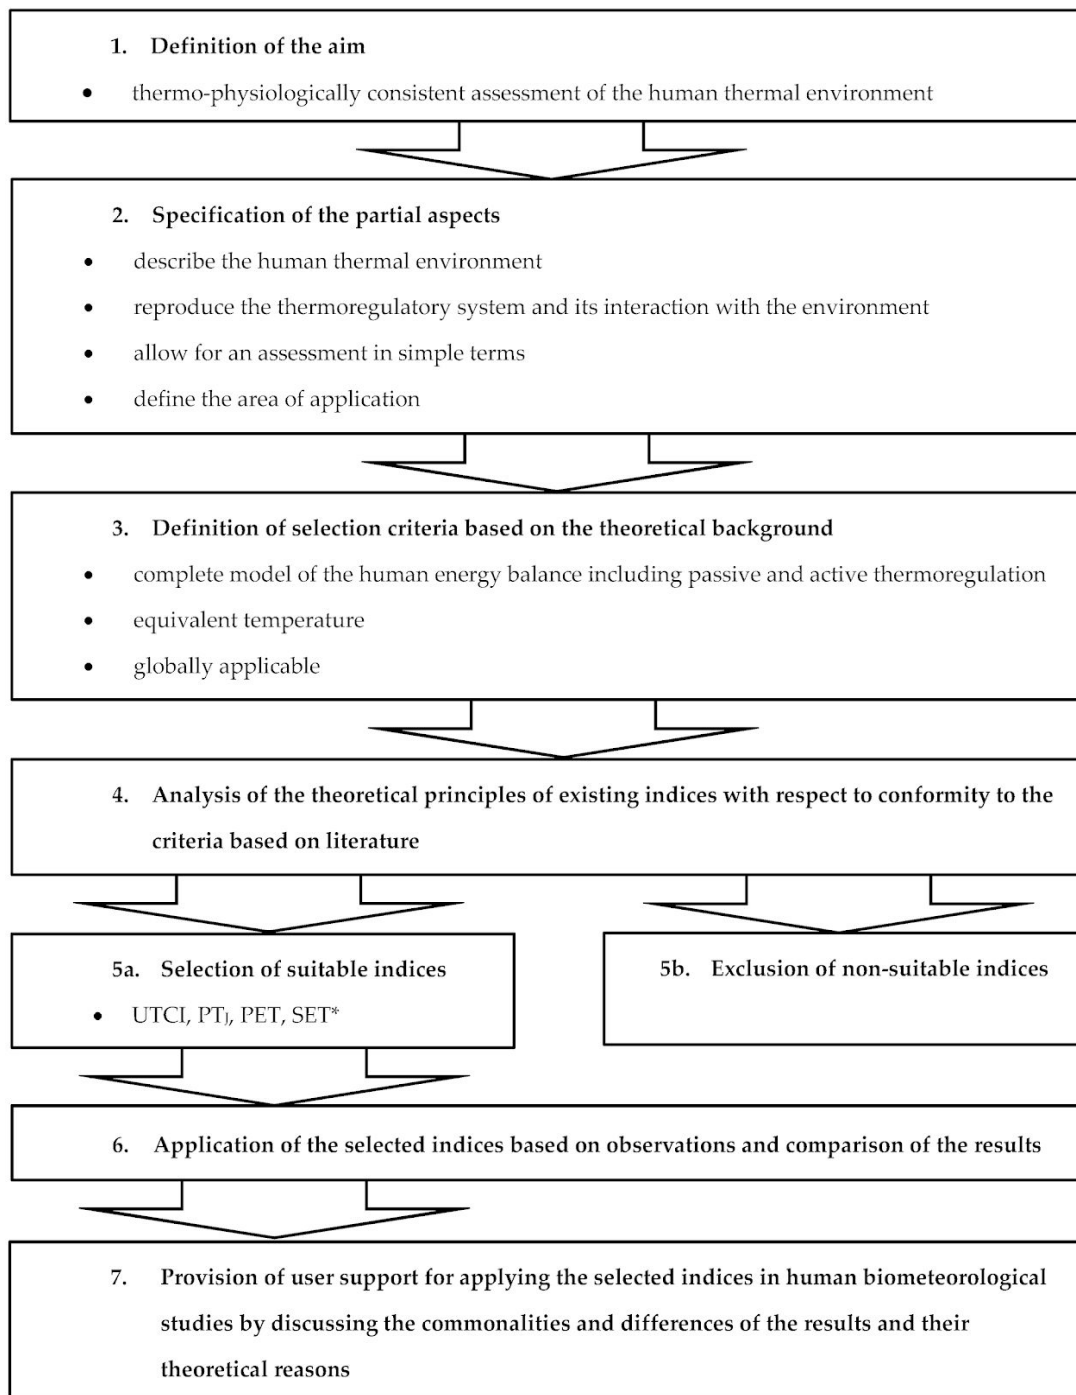 1. Definition of the aim
• thermo-physiologically consistent assessment of the human thermal environment
2. Specification of the partial aspects
• describe the human thermal environment
• reproduce the thermoregulatory system and its interaction with the environment
• allow for an assessment in simple terms
• define the area of application
3. Definition of selection criteria based on the theoretical background
• complete model of the human energy balance including passive and active thermoregulation
• equivalent temperature
• globally applicable
4. Analysis of the theoretical principles of existing indices with respect to conformity to the
criteria based on literature
5a. Selection of suitable indices
• UTCI, PTJ, PET, SET*
5b. Exclusion of non-suitable indices
6. Application of the selected indices based on observations and comparison of the results
7. Provision of user support for applying the selected indices in human biometeorological
studies by discussing the commonalities and differences of the results and their
theoretical reasons